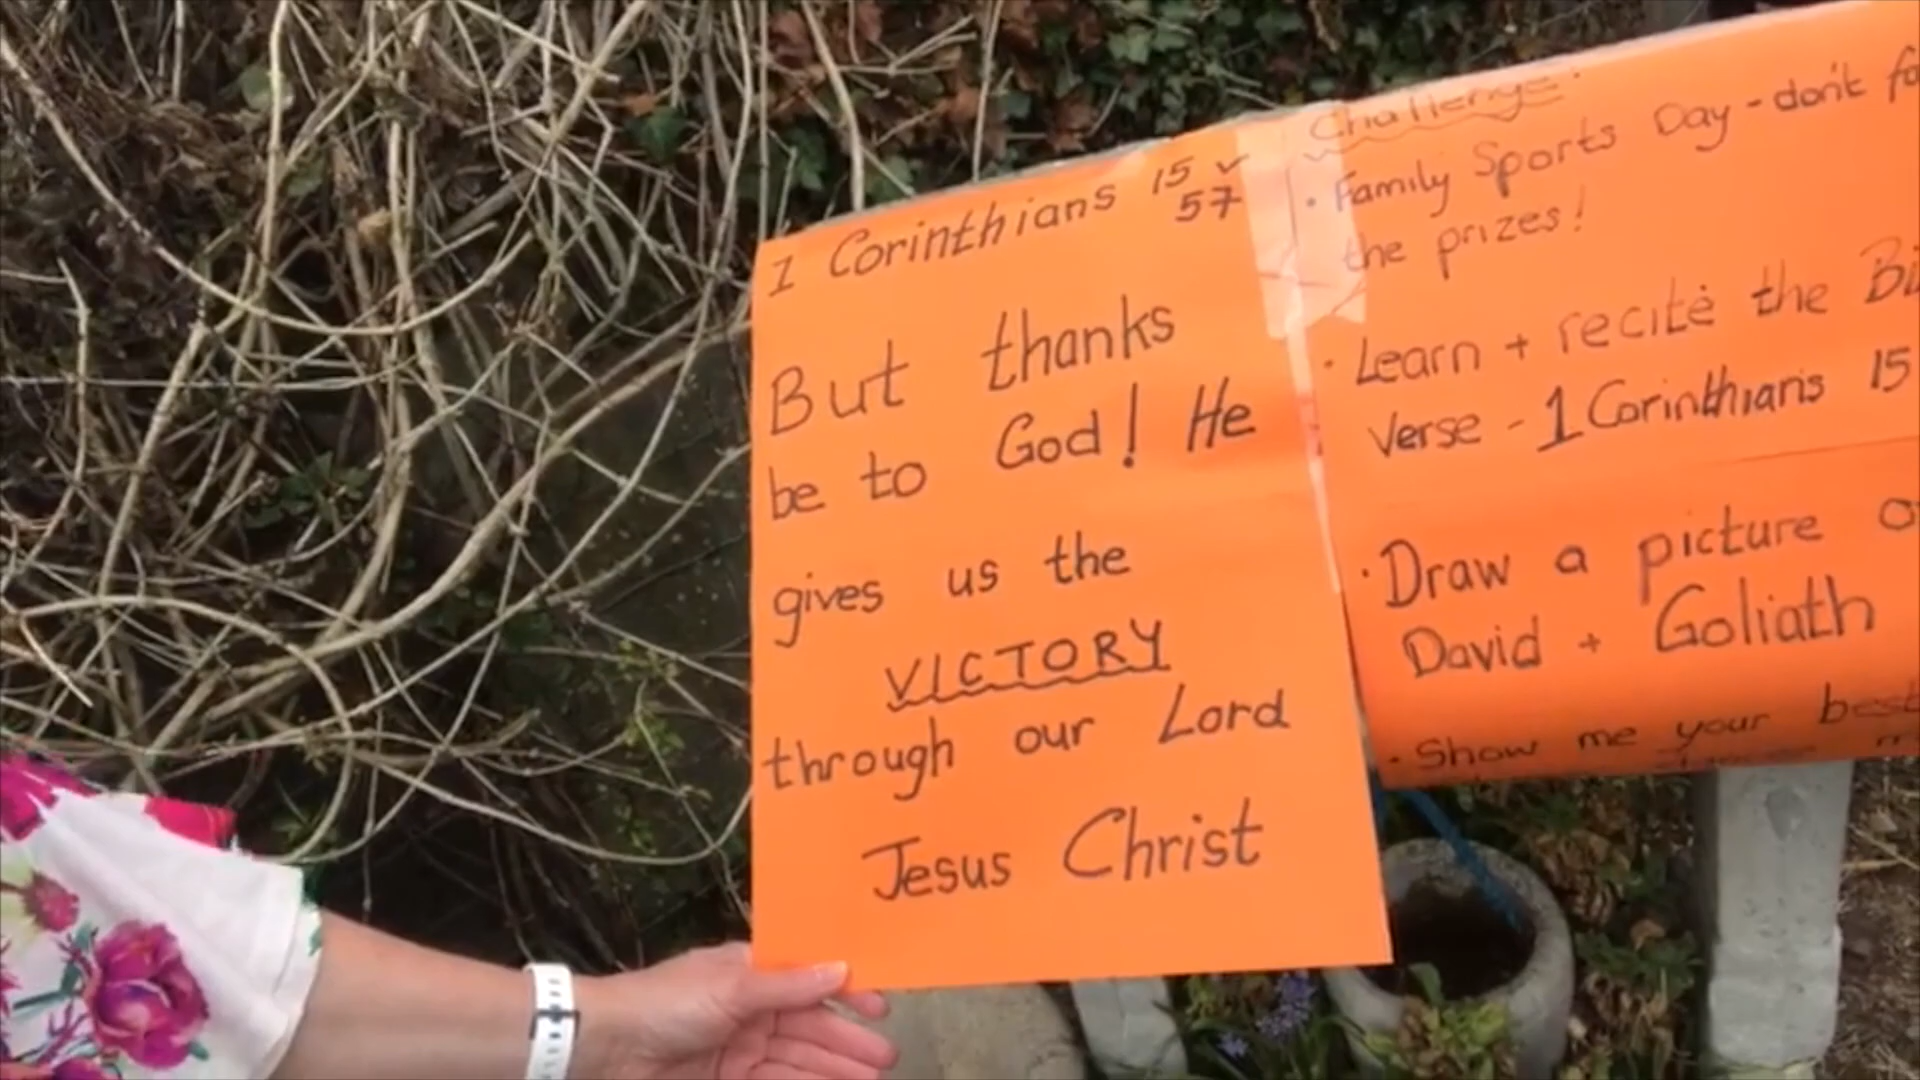 1 Corinthians 15 v
57
But thanks
be to God! He
gives us the
VICTORY
through our Lord
Jesus Christ
Challenge
· Family Sports Day - don't
the prizes!
· Learn + recite the
Verse - 1 Corinthians 15
· Draw a picture
David + Goliath
· Show me your best